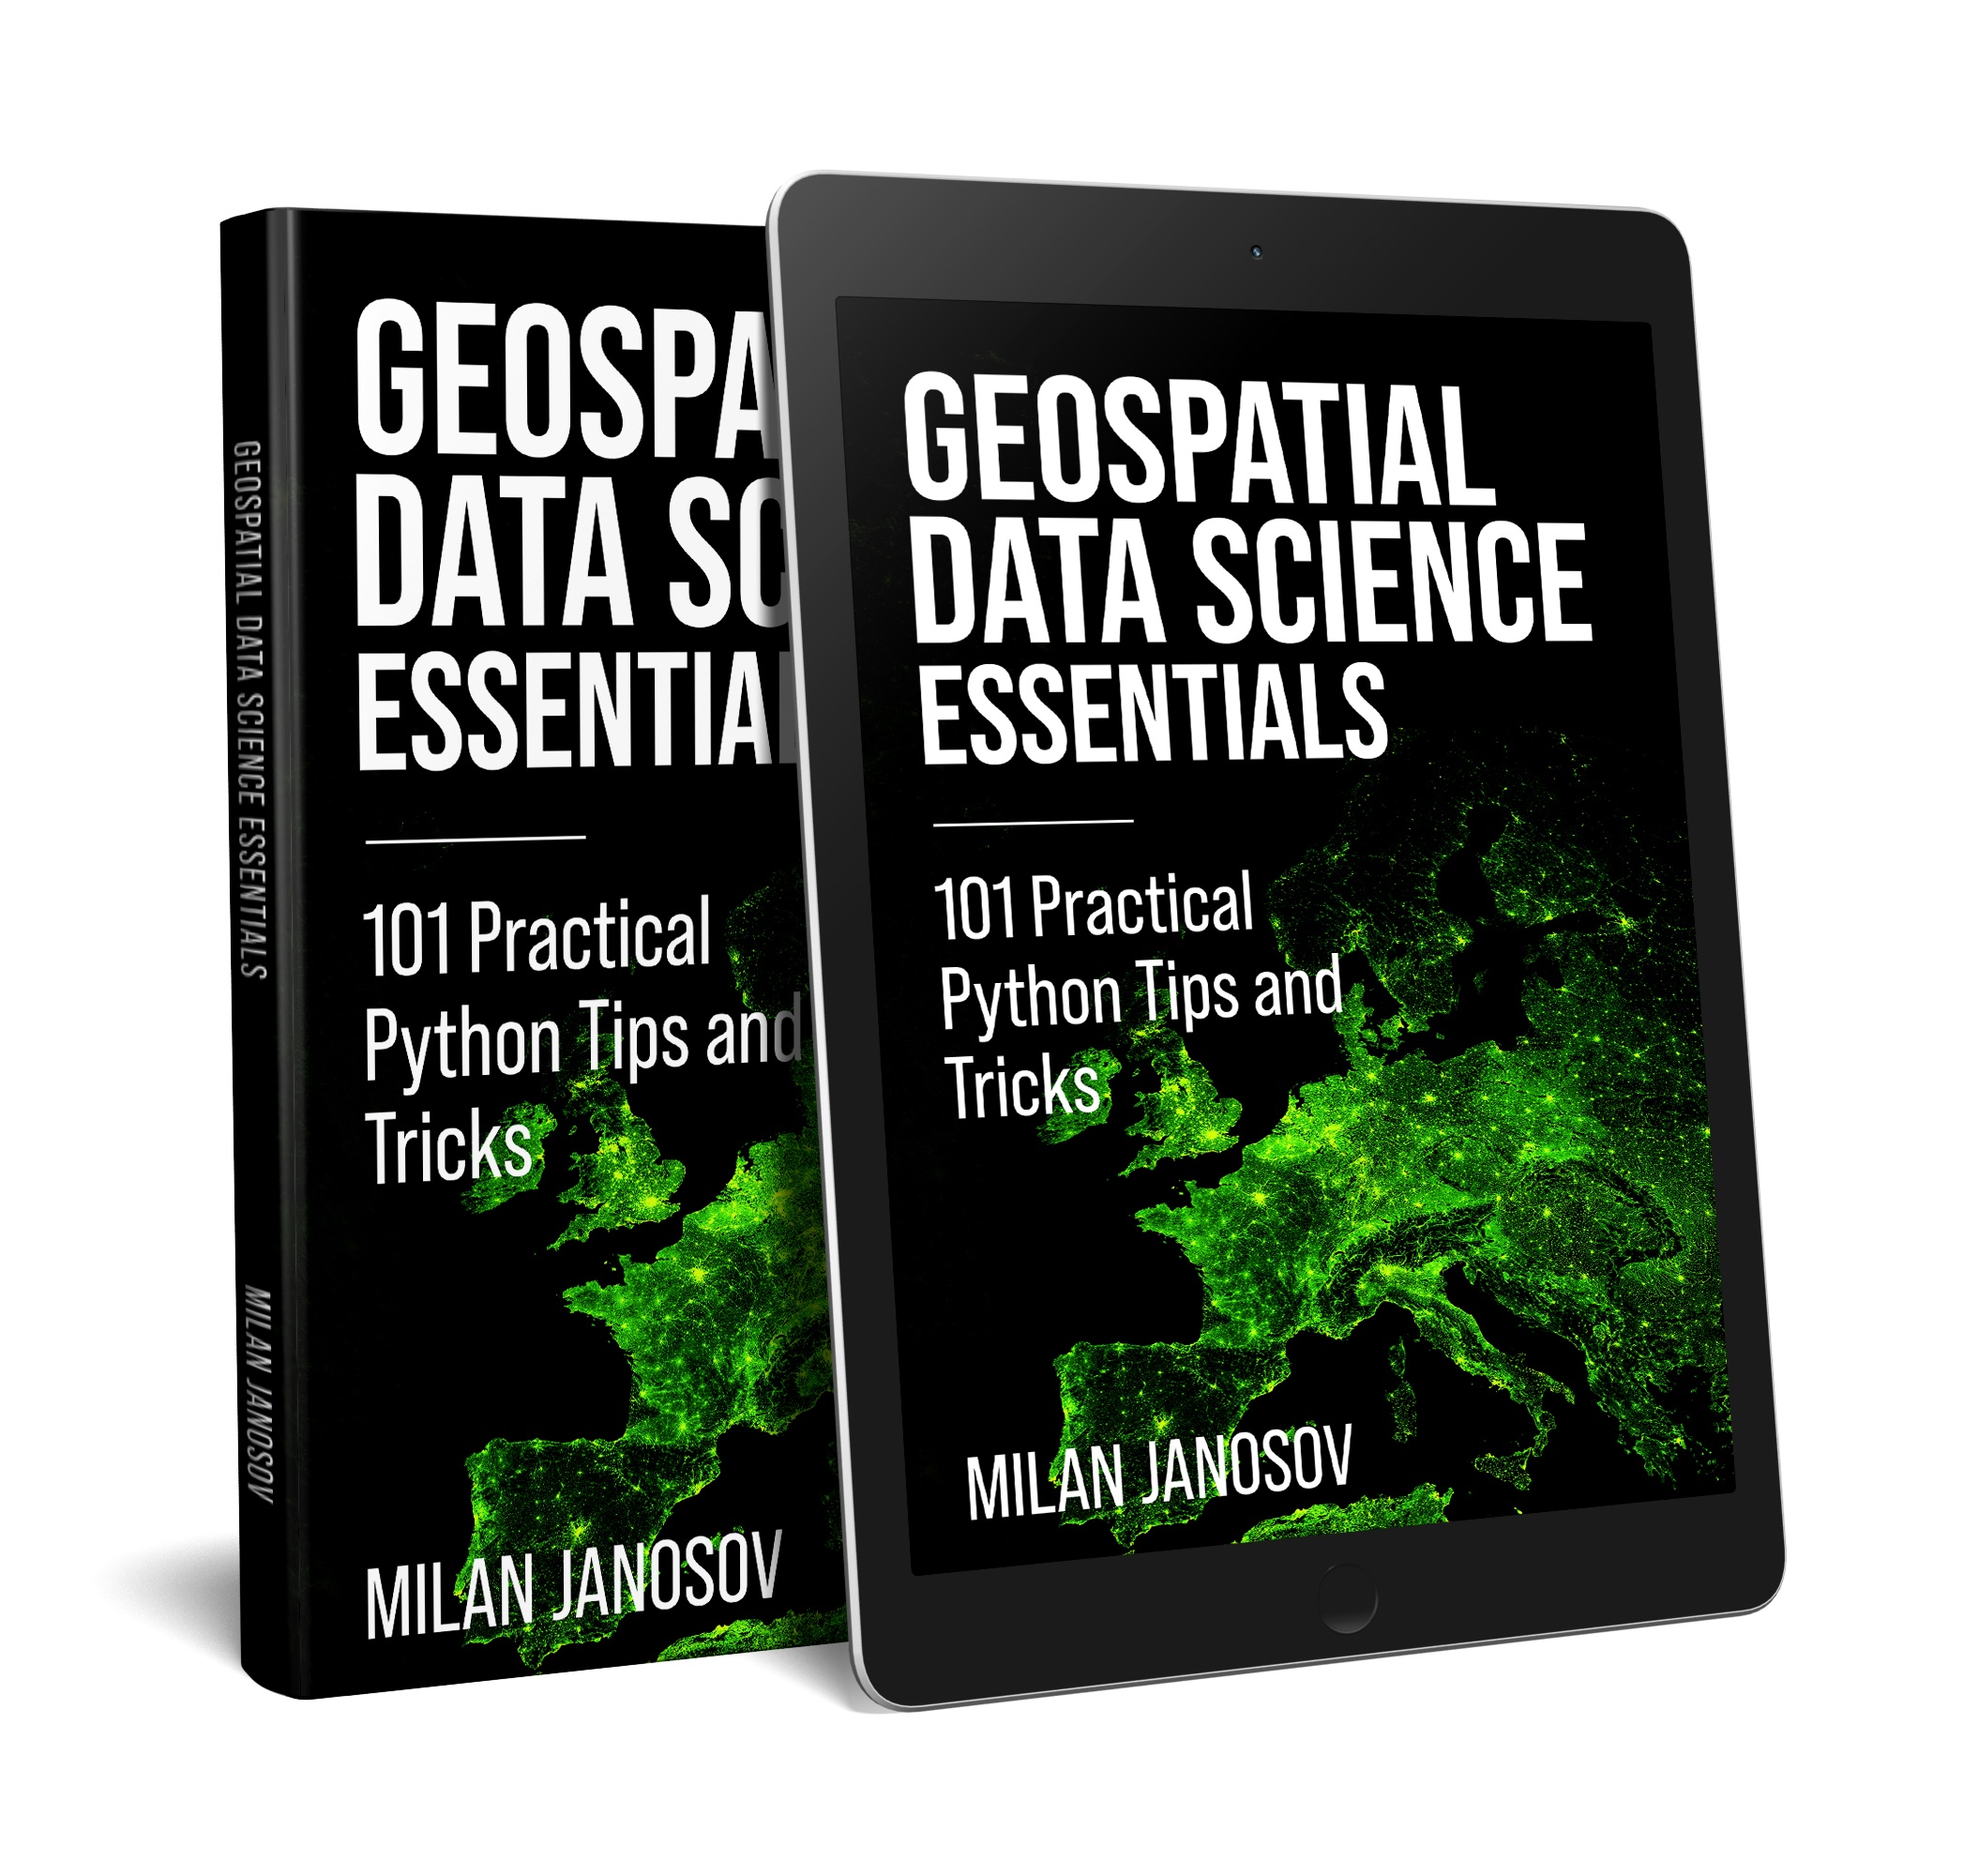 GEOSPATIAL DATA SCIENCE ESSENTIALS
MILAN JANOSOV
GEOSPA
DATA SC
ESSENTIAL
101 Practical
Python Tips and
Tricks
MILAN JANOSOV
GEOSPATIAL
DATA SCIENCE
ESSENTIALS
101 Practical
Python Tips and
Tricks
MILAN JANOSOV